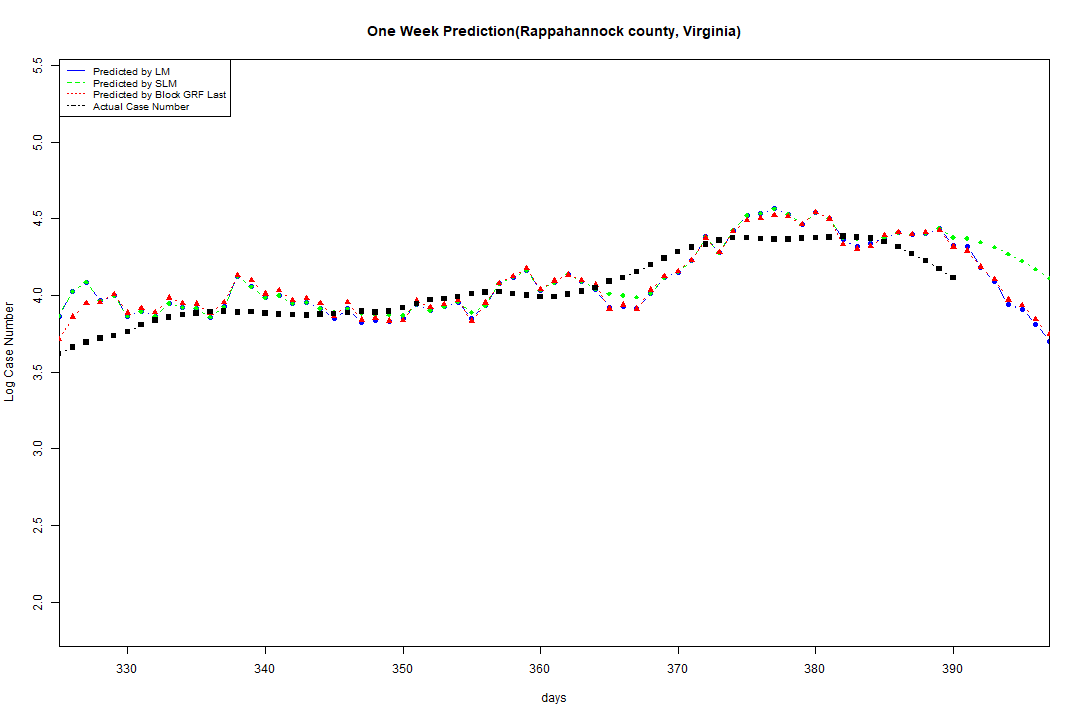 One Week Prediction(Rappahannock county, Virginia)
Predicted by LM
Predicted by SLM
Predicted by Block GRF Last
Actual Case Number
5.5
5.0
4.5
4.0
3.5
3.0
2.5
2.0
Log Case Number
330 340 350 360 370 380 390
days